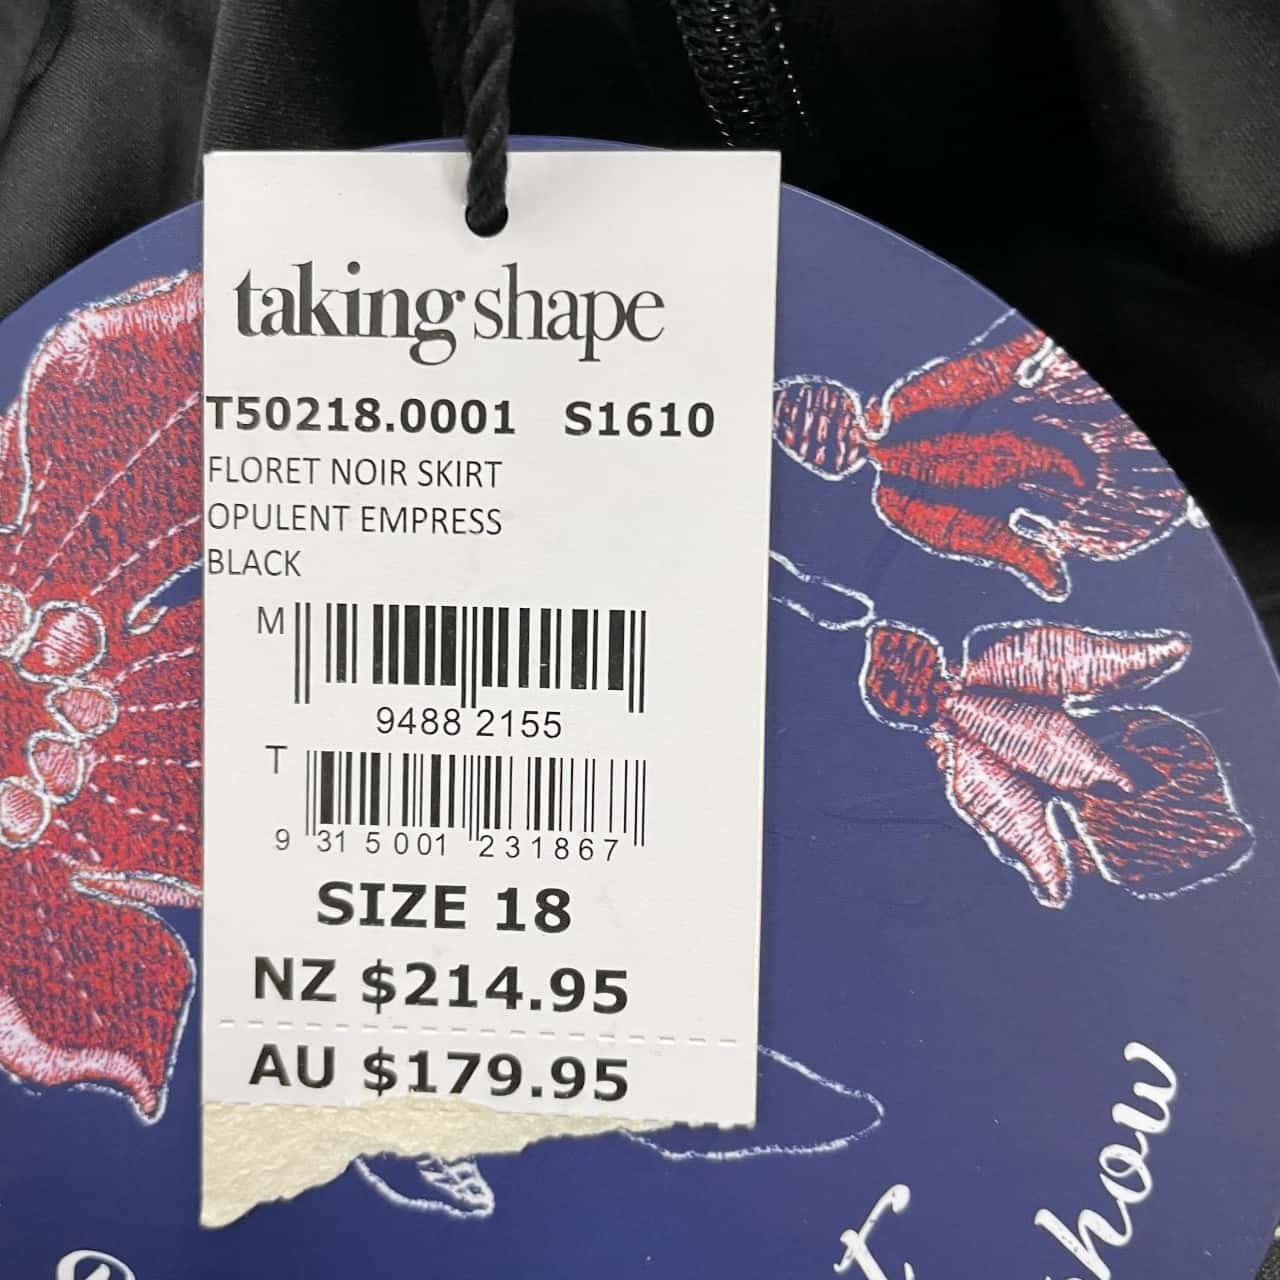 taking shape
T50218.0001 S1610
FLORET NOIR SKIRT
OPULENT EMPRESS
BLACK
M
9488 2155
T
9 315001 231867
SIZE 18
NZ $214.95
AU $179.95